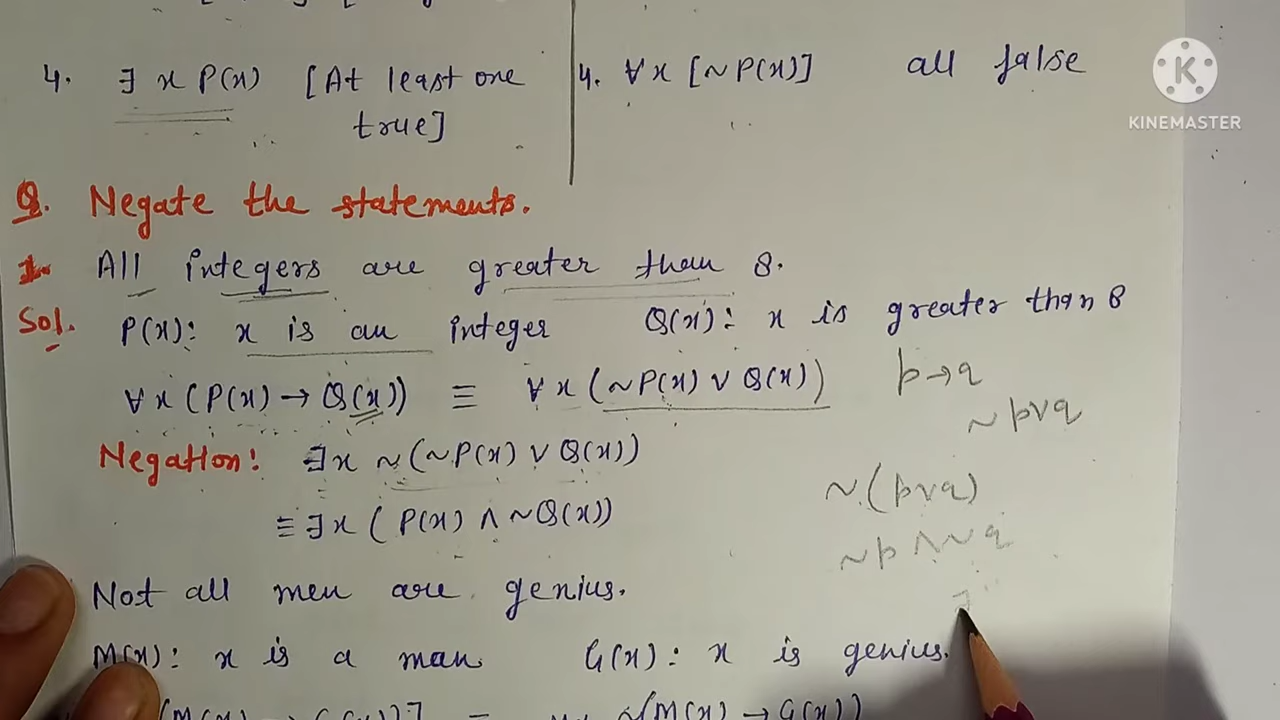 4. ∃ x P(x) [At least one true]
4. ∀ x [~P(x)] all false
KINEMASTER
Q. Negate the statements.
1. All integers are greater than 8.
Sol. P(x): x is an integer Q(x): x is greater than 8
∀ x (P(x) → Q(x)) ≡ ∀ x (~P(x) ∨ Q(x))
p→q
~p∨q
Negation: ∃x ~(~P(x) ∨ Q(x))
~(p∨q)
≡ ∃x (P(x) ∧ ~Q(x))
~p ∧ ~q
Not all men are genius.
M(x): x is a man G(x): x is genius.
~(M(x) → G(x))